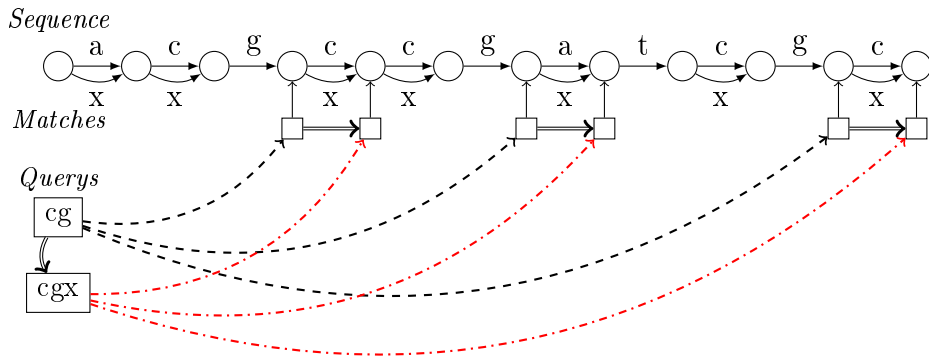 Sequence
a c g c c g a t c g c
x x x x x x x
Matches
Querys
cg
cgx